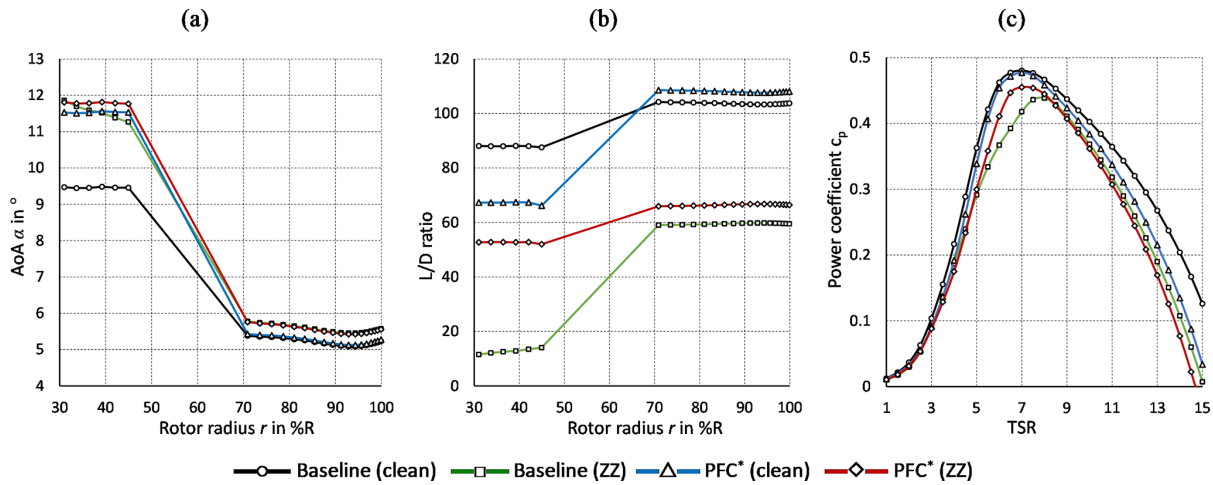 (a)
(b)
(c)
13
12
11
10
9
8
7
6
5
4
AoA α in °
30 40 50 60 70 80 90 100
Rotor radius r in %R
120
100
80
60
40
20
0
L/D ratio
30 40 50 60 70 80 90 100
Rotor radius r in %R
0.5
0.4
0.3
0.2
0.1
0
Power coefficient cp
1 3 5 7 9 11 13 15
TSR
Baseline (clean) Baseline (ZZ) PFC* (clean) PFC* (ZZ)